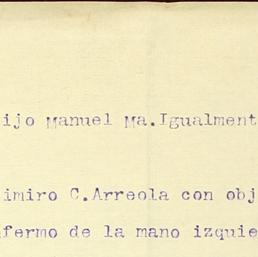 ijo Manuel Ma.Igualment
imiro C.Arreola con obj
fermo de la mano izquie